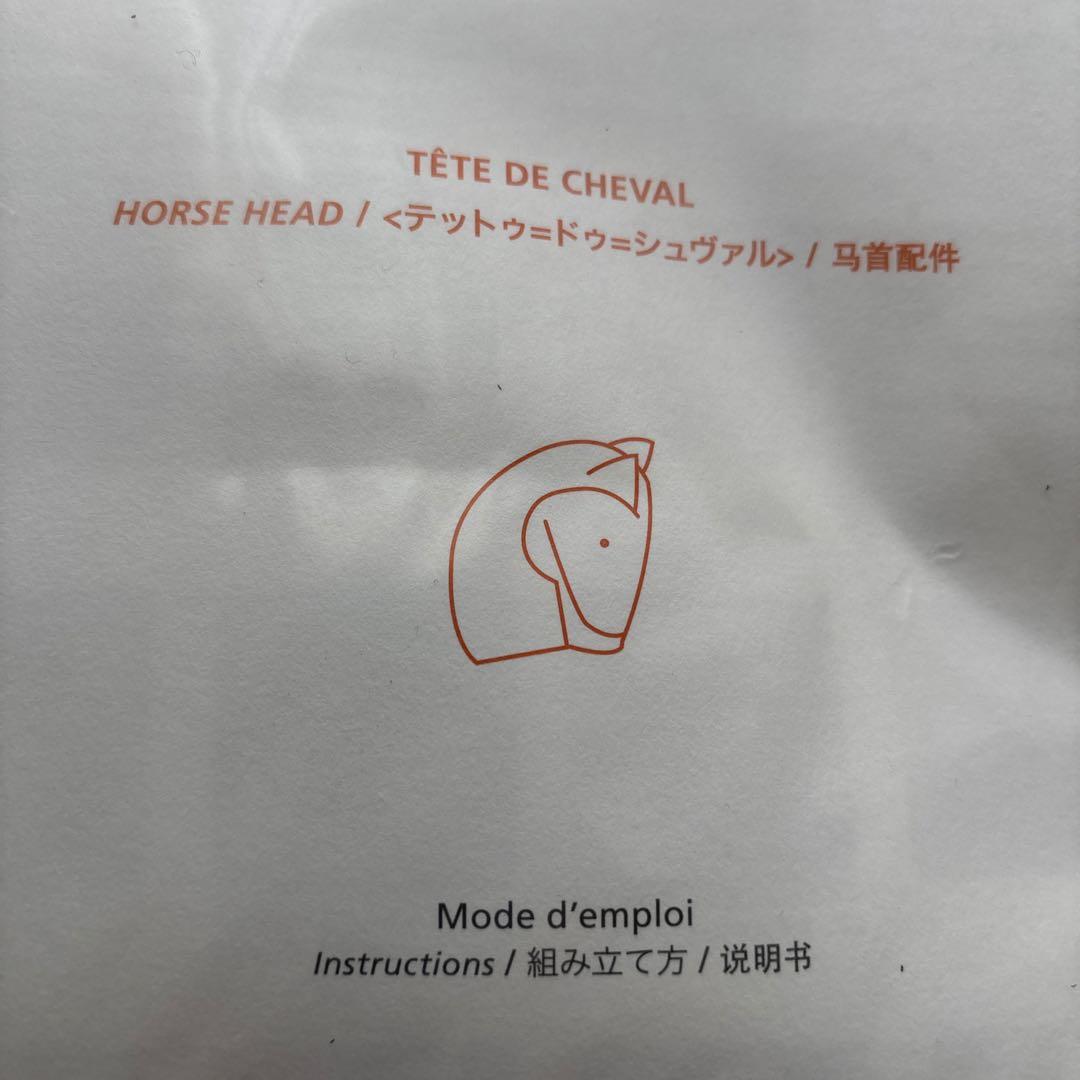 TÊTE DE CHEVAL
HORSE HEAD / <テットゥ=ドゥ=シュヴァル> / 马首配件
Mode d’emploi
Instructions / 組み立て方 / 说明书